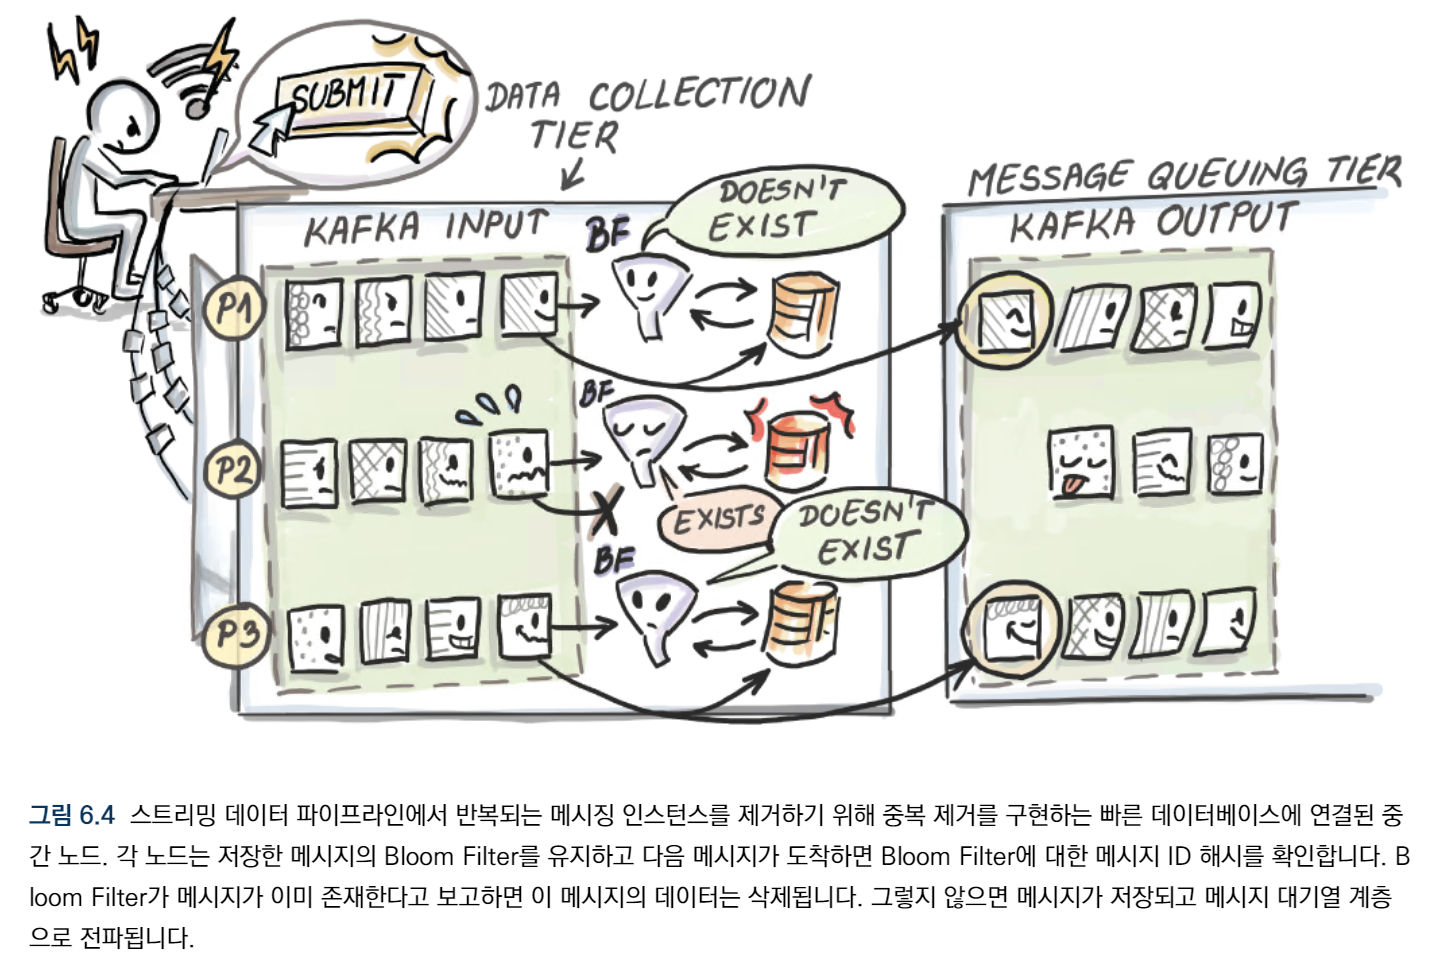 SUBMIT
DATA COLLECTION
TIER
MESSAGE QUEUING TIER
KAFKA INPUT
BF
DOESN'T
EXIST
KAFKA OUTPUT
P1
BF
P2
EXISTS
DOESN'T
EXIST
BF
P3
그림 6.4 스트리밍 데이터 파이프라인에서 반복되는 메시징 인스턴스를 제거하기 위해 중복 제거를 구현하는 빠른 데이터베이스에 연결된 중
간 노드. 각 노드는 저장한 메시지의 Bloom Filter를 유지하고 다음 메시지가 도착하면 Bloom Filter에 대한 메시지 ID 해시를 확인합니다. B
loom Filter가 메시지가 이미 존재한다고 보고하면 이 메시지의 데이터는 삭제됩니다. 그렇지 않으면 메시지가 저장되고 메시지 대기열 계층
으로 전파됩니다.